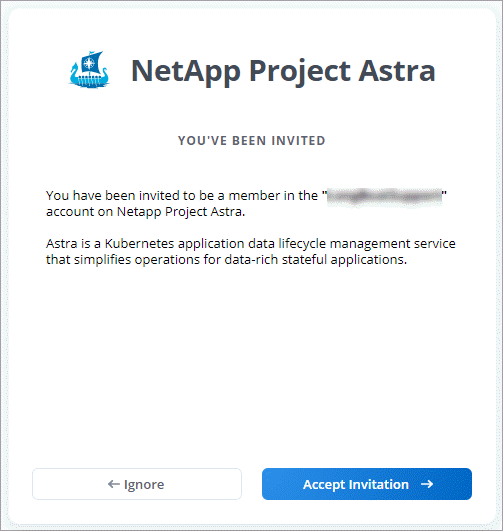 NetApp Project Astra
YOU'VE BEEN INVITED
You have been invited to be a member in the " "
account on Netapp Project Astra.
Astra is a Kubernetes application data lifecycle management service
that simplifies operations for data-rich stateful applications.
← Ignore
Accept Invitation →